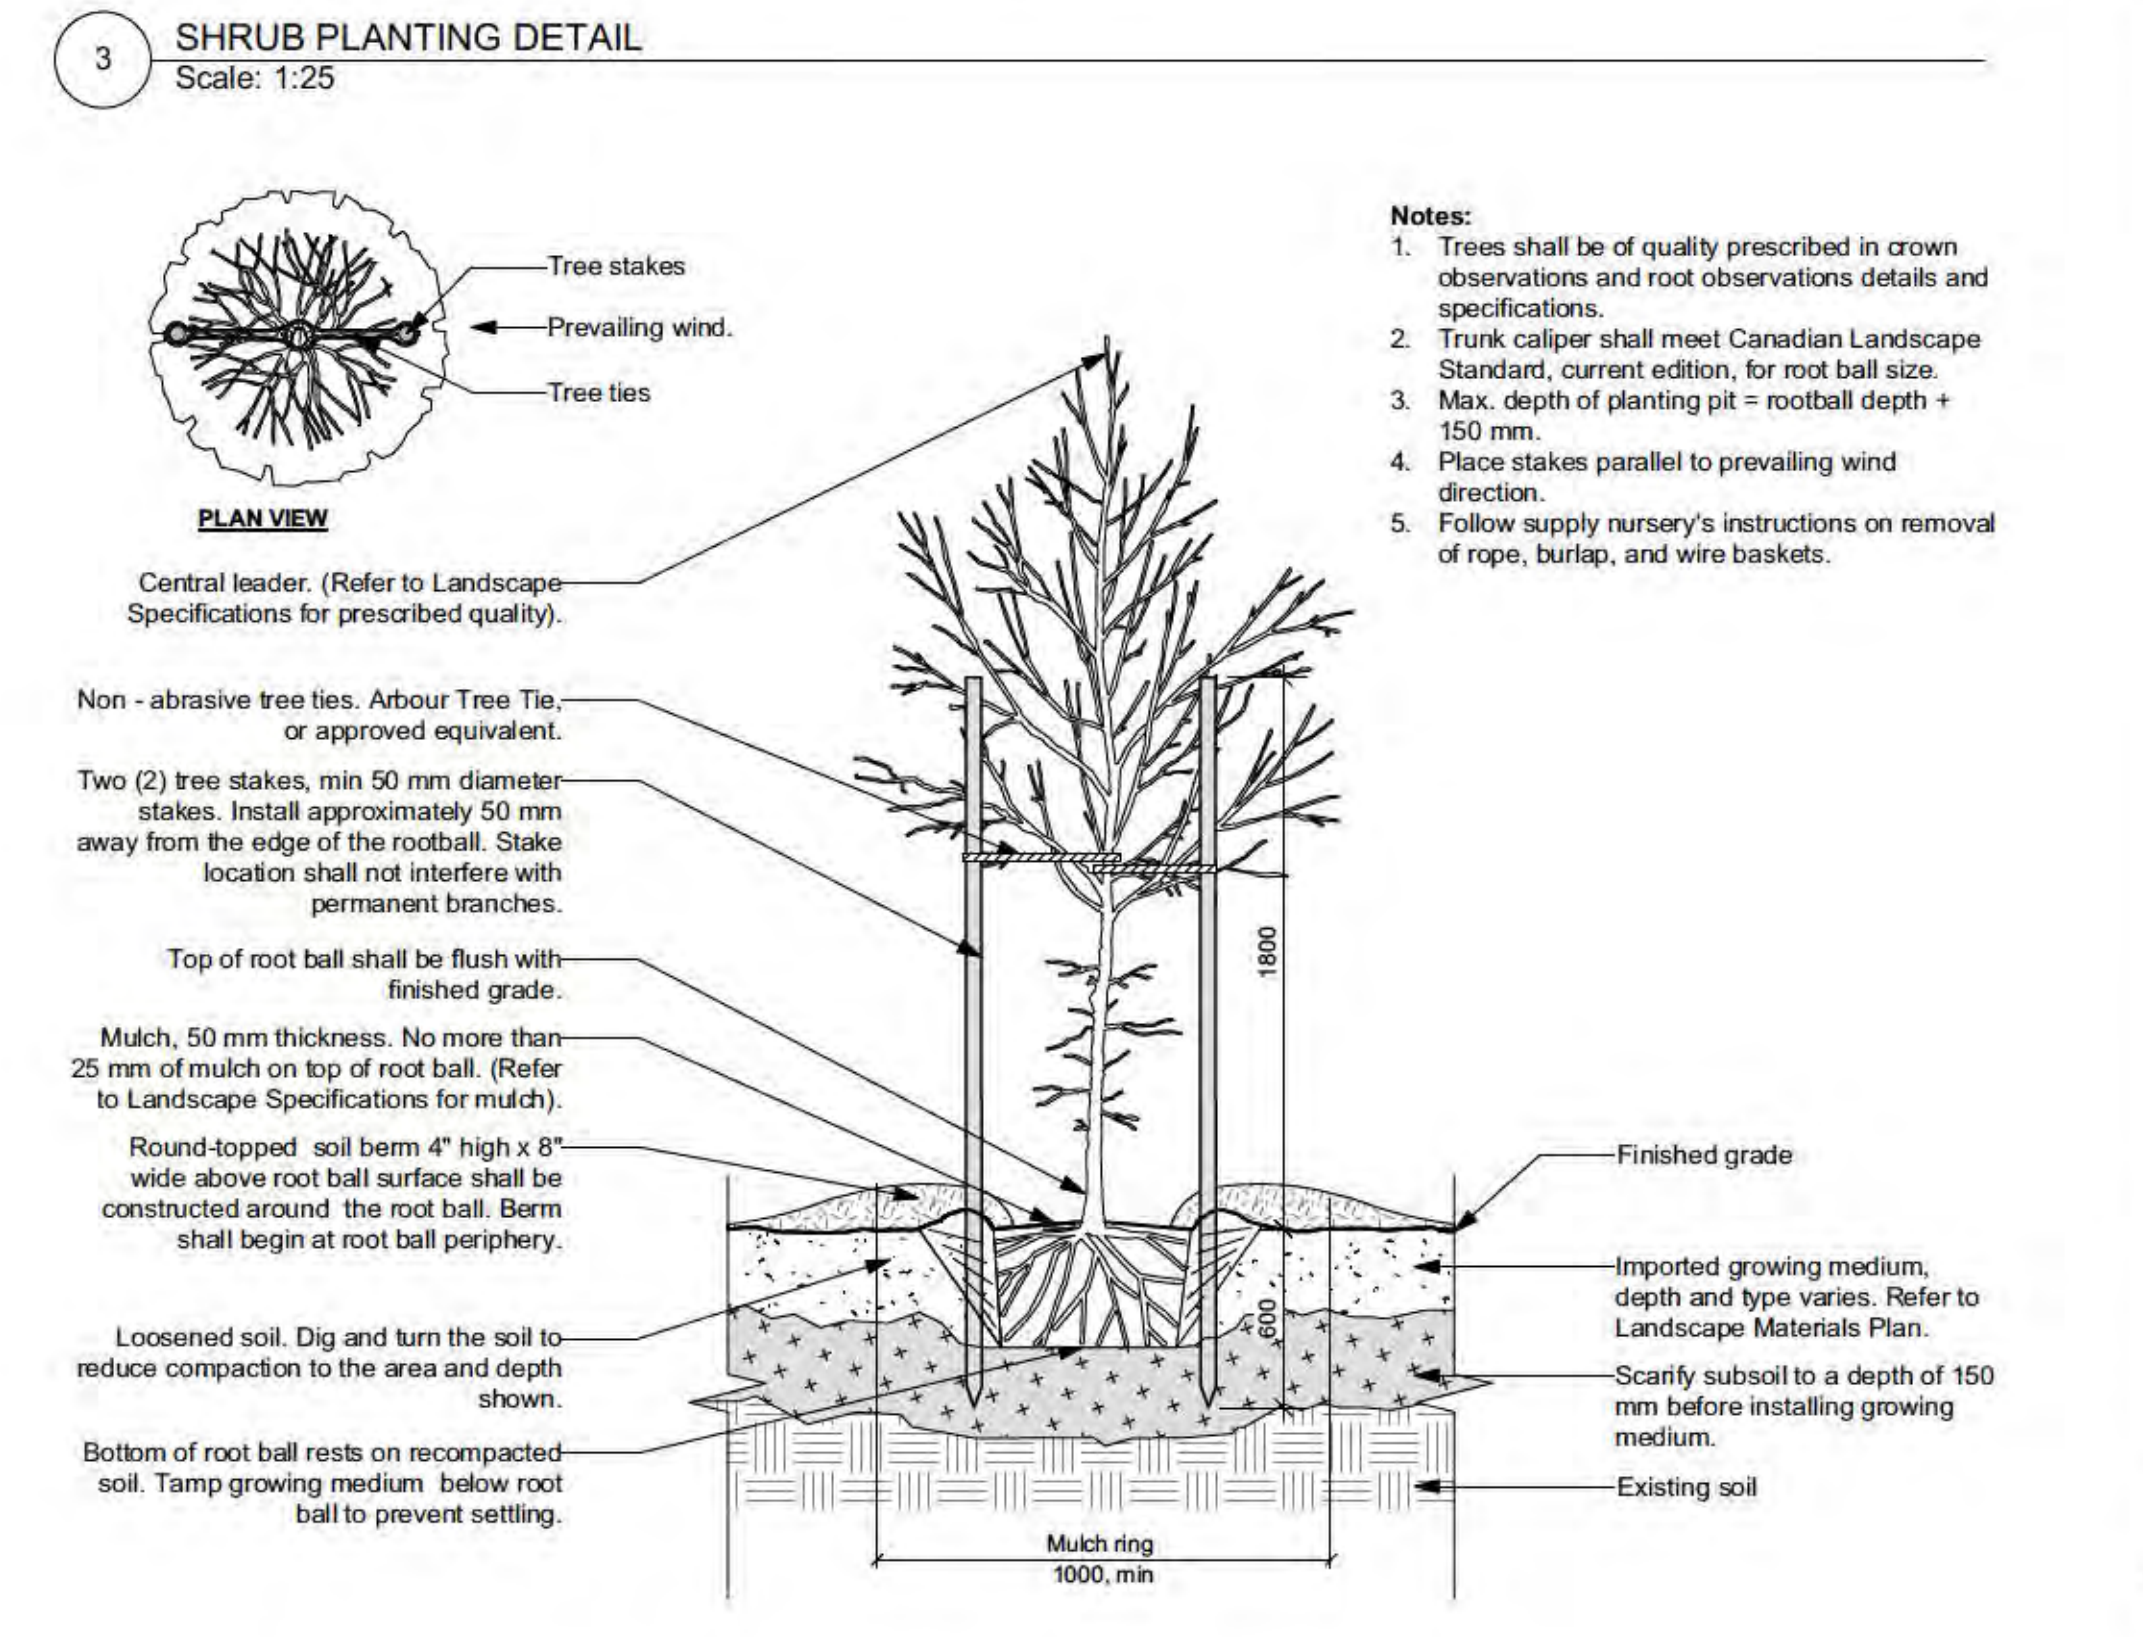 3
SHRUB PLANTING DETAIL
Scale: 1:25
Tree stakes
Prevailing wind.
Tree ties
PLAN VIEW
Notes:
1. Trees shall be of quality prescribed in crown
observations and root observations details and
specifications.
2. Trunk caliper shall meet Canadian Landscape
Standard, current edition, for root ball size.
3. Max. depth of planting pit = rootball depth +
150 mm.
4. Place stakes parallel to prevailing wind
direction.
5. Follow supply nursery's instructions on removal
of rope, burlap, and wire baskets.
Central leader. (Refer to Landscape
Specifications for prescribed quality).
Non - abrasive tree ties. Arbour Tree Tie,
or approved equivalent.
Two (2) tree stakes, min 50 mm diameter
stakes. Install approximately 50 mm
away from the edge of the rootball. Stake
location shall not interfere with
permanent branches.
Top of root ball shall be flush with
finished grade.
Mulch, 50 mm thickness. No more than
25 mm of mulch on top of root ball. (Refer
to Landscape Specifications for mulch).
Round-topped soil berm 4" high x 8"
wide above root ball surface shall be
constructed around the root ball. Berm
shall begin at root ball periphery.
Loosened soil. Dig and turn the soil to
reduce compaction to the area and depth
shown.
Bottom of root ball rests on recompacted
soil. Tamp growing medium below root
ball to prevent settling.
1800
600
Finished grade
Imported growing medium,
depth and type varies. Refer to
Landscape Materials Plan.
Scarify subsoil to a depth of 150
mm before installing growing
medium.
Existing soil
Mulch ring
1000, min